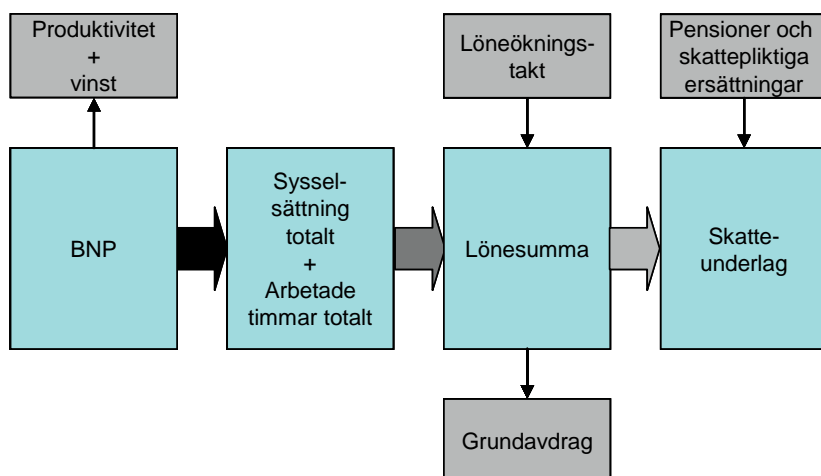 Produktivitet
+
vinst
Löneöknings-
takt
Pensioner och
skattepliktiga
ersättningar
BNP
Syssel-
sättning
totalt
+
Arbetade
timmar totalt
Lönesumma
Skatte-
underlag
Grundavdrag